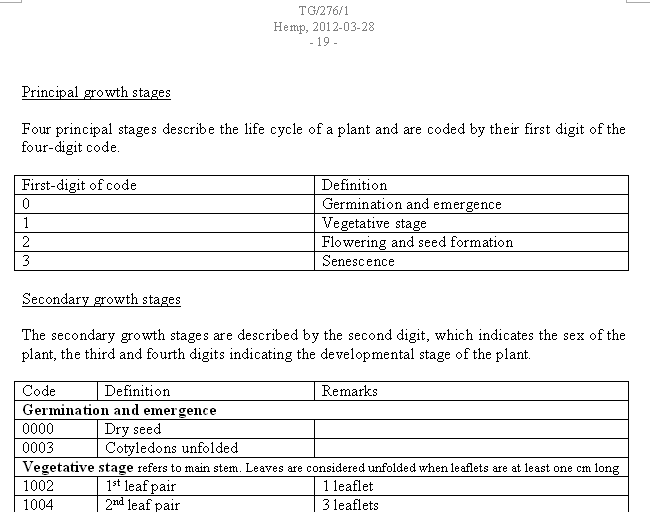 TG/276/1
Hemp, 2012-03-28
- 19 -
Principal growth stages
Four principal stages describe the life cycle of a plant and are coded by their first digit of the
four-digit code.
First-digit of code Definition
0 Germination and emergence
1 Vegetative stage
2 Flowering and seed formation
3 Senescence
Secondary growth stages
The secondary growth stages are described by the second digit, which indicates the sex of the
plant, the third and fourth digits indicating the developmental stage of the plant.
Code Definition Remarks
Germination and emergence
0000 Dry seed
0003 Cotyledons unfolded
Vegetative stage refers to main stem. Leaves are considered unfolded when leaflets are at least one cm long
1002 1st leaf pair 1 leaflet
1004 2nd leaf pair 3 leaflets